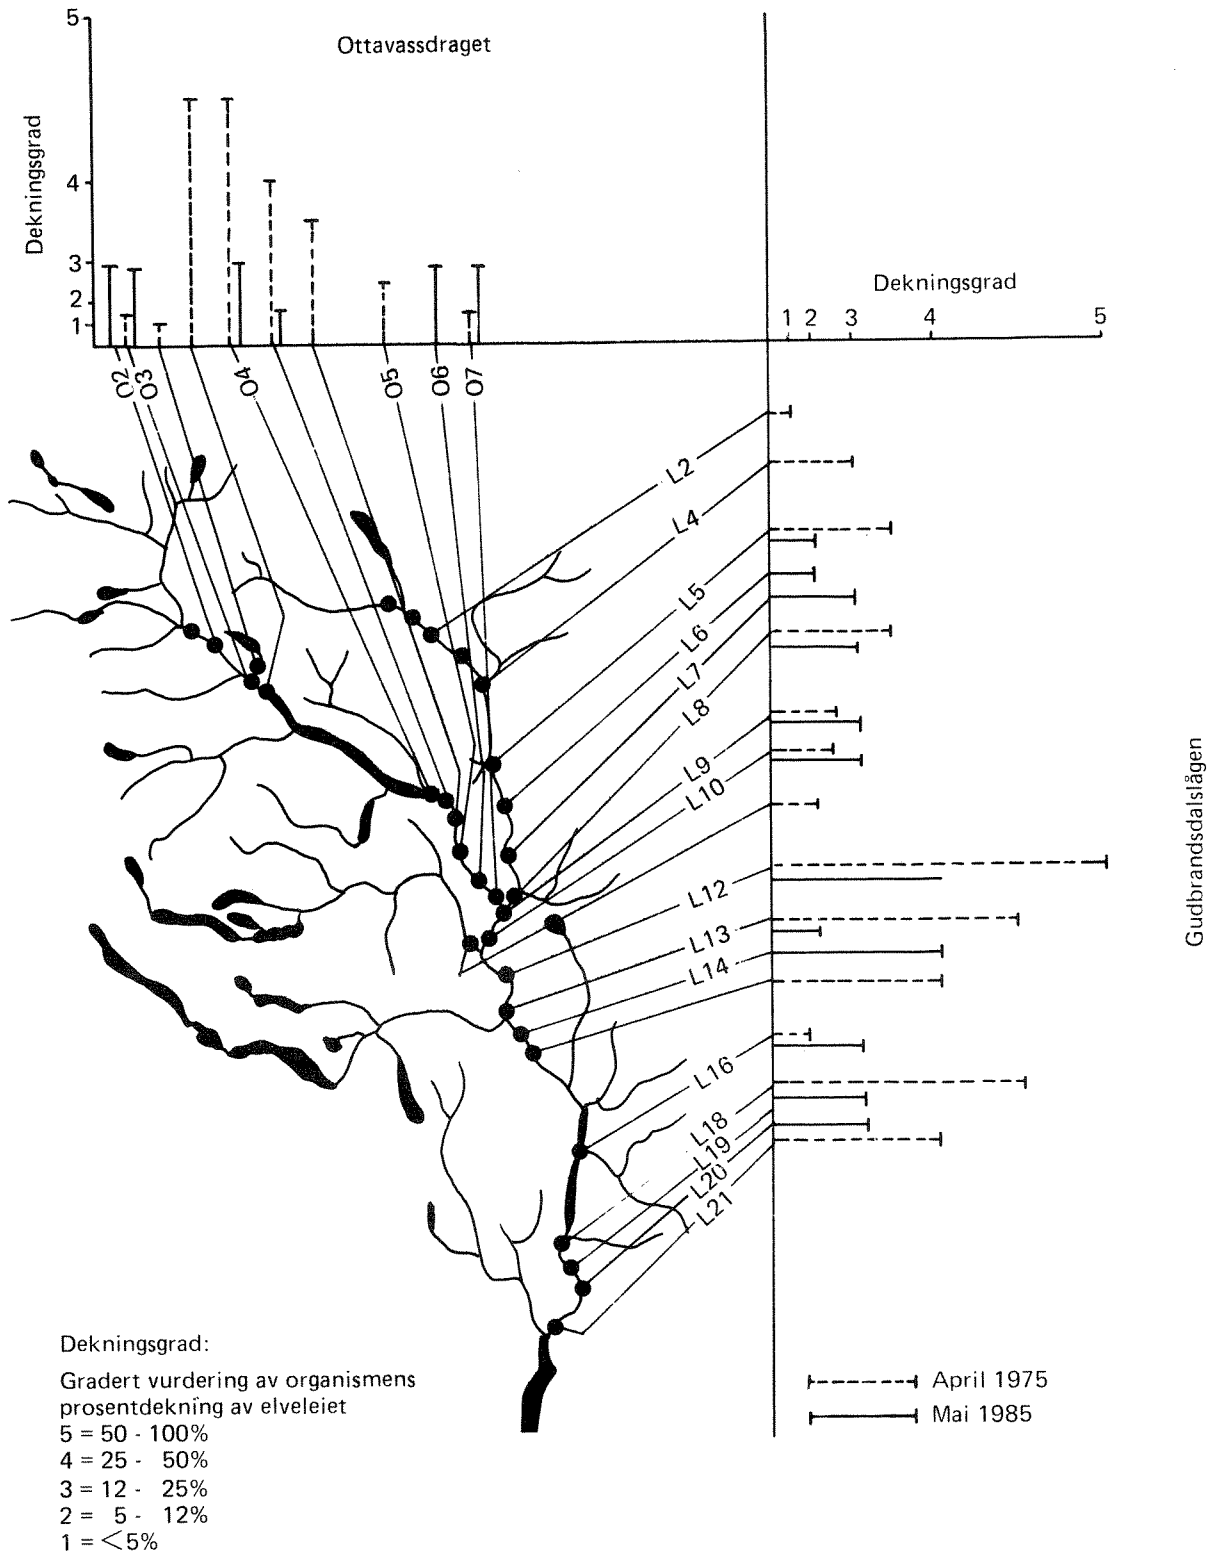 Ottavassdraget
Dekningsgrad
5
4
3
2
1
O2
O3
O4
O5
O6
O7
Dekningsgrad
1 2 3 4 5
L2
L4
L5
L6
L7
L8
L9
L10
L12
L13
L14
L16
L18
L19
L20
L21
Gudbrandsdalslågen
Dekningsgrad:
Gradert vurdering av organismens
prosentdekning av elveleiet
5 = 50 - 100%
4 = 25 - 50%
3 = 12 - 25%
2 = 5 - 12%
1 = <5%
April 1975
Mai 1985